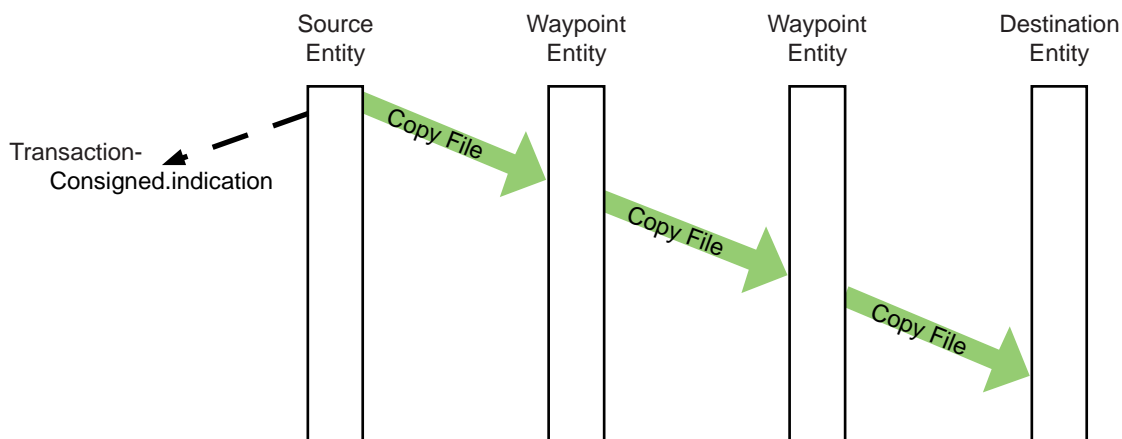 Source
Entity
Waypoint
Entity
Waypoint
Entity
Destination
Entity
Copy File
Transaction-
Consigned.indication
Copy File
Copy File